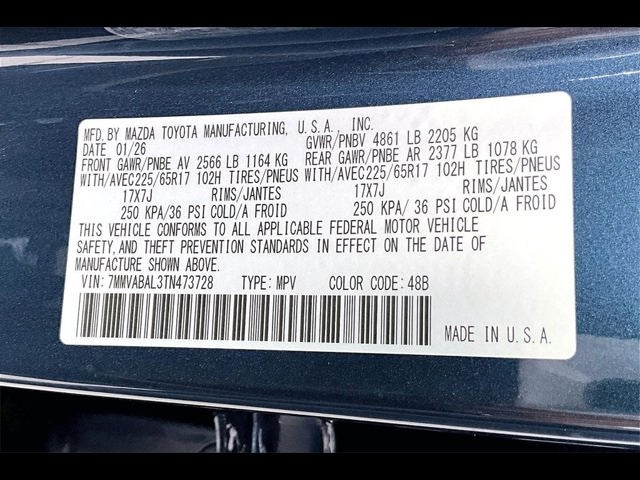 MFD. BY MAZDA TOYOTA MANUFACTURING, U.S.A. INC.
DATE 01/26 GVWR/PNBV 4861 LB 2205 KG
FRONT GAWR/PNBE AV 2566 LB 1164 KG REAR GAWR/PNBE AR 2377 LB 1078 KG
WITH/AVEC225/65R17 102H TIRES/PNEUS WITH/AVEC225/65R17 102H TIRES/PNEUS
17X7J RIMS/JANTES 17X7J RIMS/JANTES
250 KPA/36 PSI COLD/A FROID 250 KPA/ 36 PSI COLD/A FROID
THIS VEHICLE CONFORMS TO ALL APPLICABLE FEDERAL MOTOR VEHICLE
SAFETY, AND THEFT PREVENTION STANDARDS IN EFFECT ON THE DATE OF
MANUFACTURE SHOWN ABOVE.
VIN: 7MMVABAL3TN473728 TYPE: MPV COLOR CODE: 48B
MADE IN U.S.A.